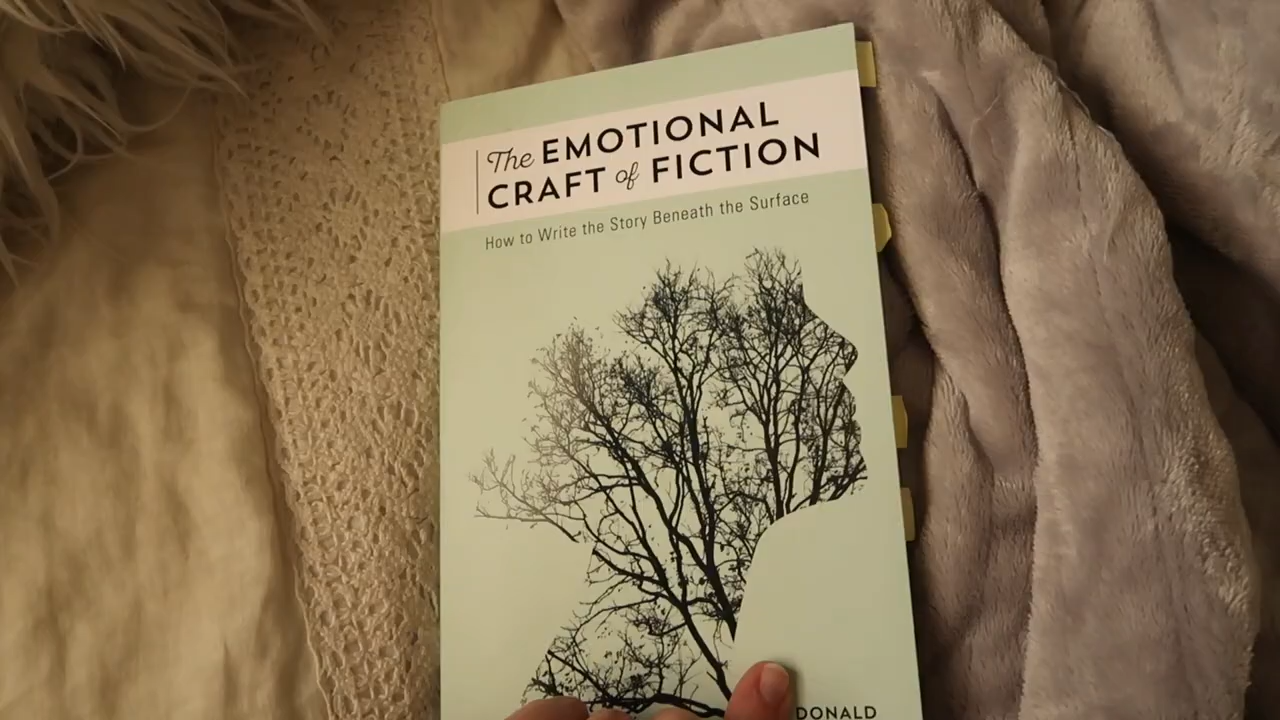 The EMOTIONAL
CRAFT of FICTION
How to Write the Story Beneath the Surface
DONALD